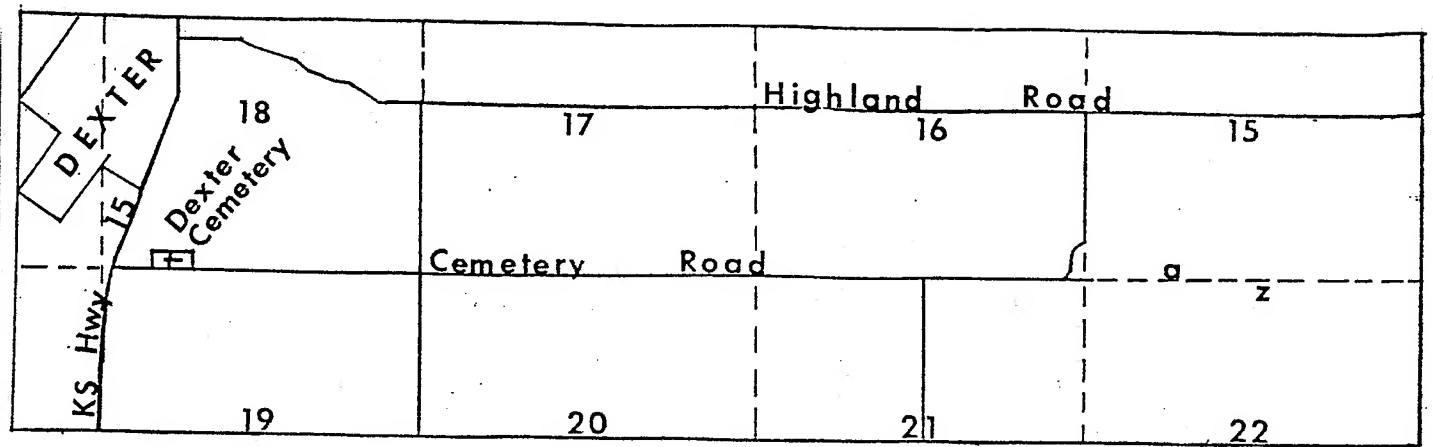 DEXTER
18
Highland Road
17
16
15
Dexter
Cemetery
15
+
Cemetery Road
a
z
KS Hwy
19
20
21
22